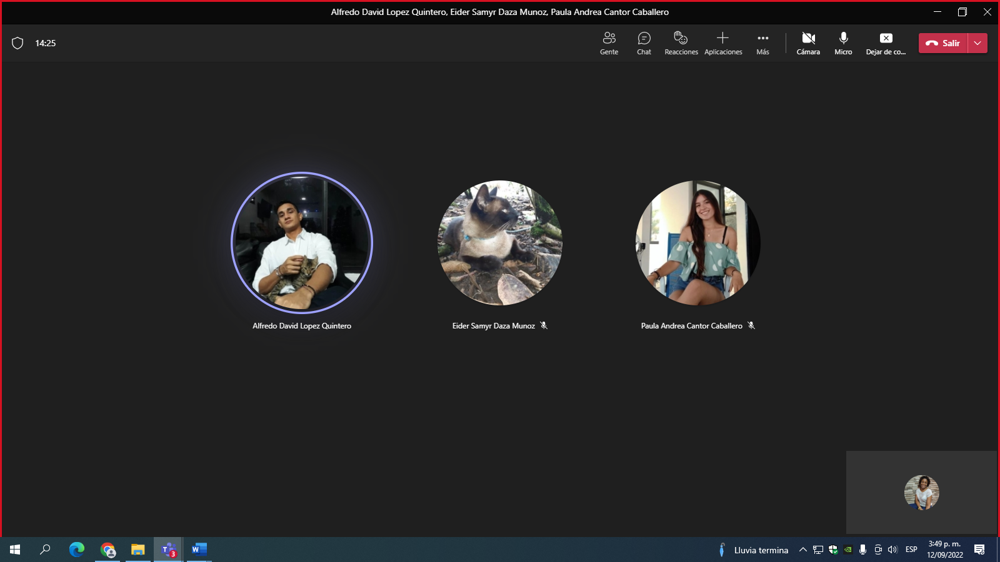 Alfredo David Lopez Quintero, Eider Samyr Daza Munoz, Paula Andrea Cantor Caballero
14:25
Gente Chat Reacciones Aplicaciones Más Cámara Micro Dejar de co... Salir
Alfredo David Lopez Quintero Eider Samyr Daza Munoz Paula Andrea Cantor Caballero
T 3 W Lluvia termina ESP 3:49 p. m.
12/09/2022